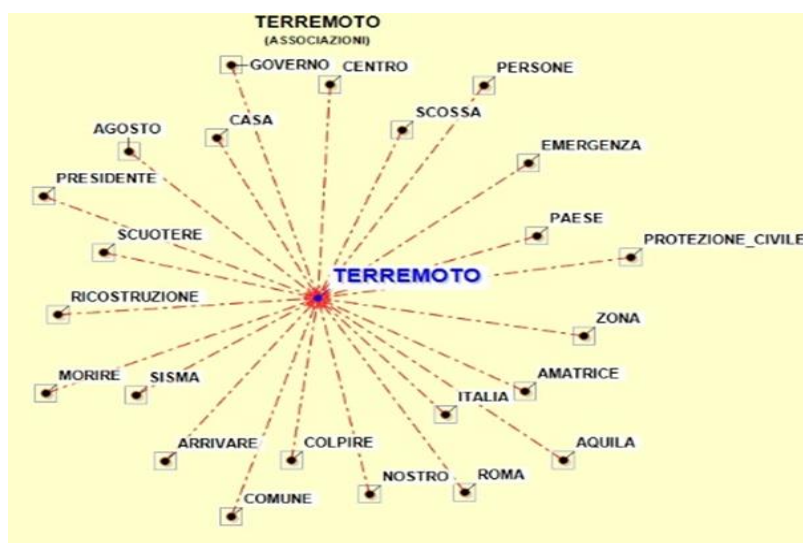 TERREMOTO
(ASSOCIAZIONI)
GOVERNO
CENTRO
PERSONE
CASA
SCOSSA
AGOSTO
EMERGENZA
PRESIDENTE
PAESE
SCUOTERE
PROTEZIONE_CIVILE
TERREMOTO
RICOSTRUZIONE
ZONA
MORIRE
SISMA
AMATRICE
ITALIA
ARRIVARE
COLPIRE
AQUILA
NOSTRO
ROMA
COMUNE